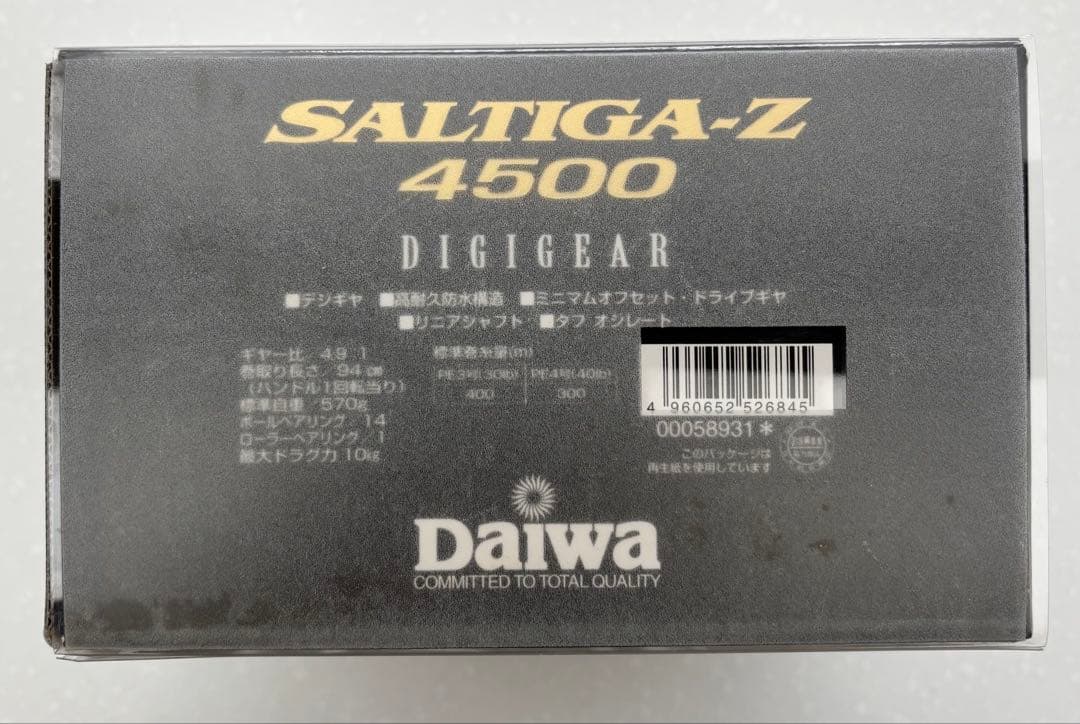 SALTIGA-Z
4500
DIGIGEAR
■デジギヤ ■高耐久防水構造 ■ミニマムオフセット・ドライブギヤ
■リニアシャフト ■タフ オシレート
ギヤー比 4.9 1
巻取り長さ 94cm
(ハンドル1回転当り)
標準自重 570g
ボールベアリング 14
ローラーベアリング 1
最大ドラグ力 10kg
標準巻糸量(m)
PE3号(30lb) PE4号(40lb)
400 300
4 960652 526845
00058931*
このパッケージは
再生紙を使用しています
Daiwa
COMMITTED TO TOTAL QUALITY